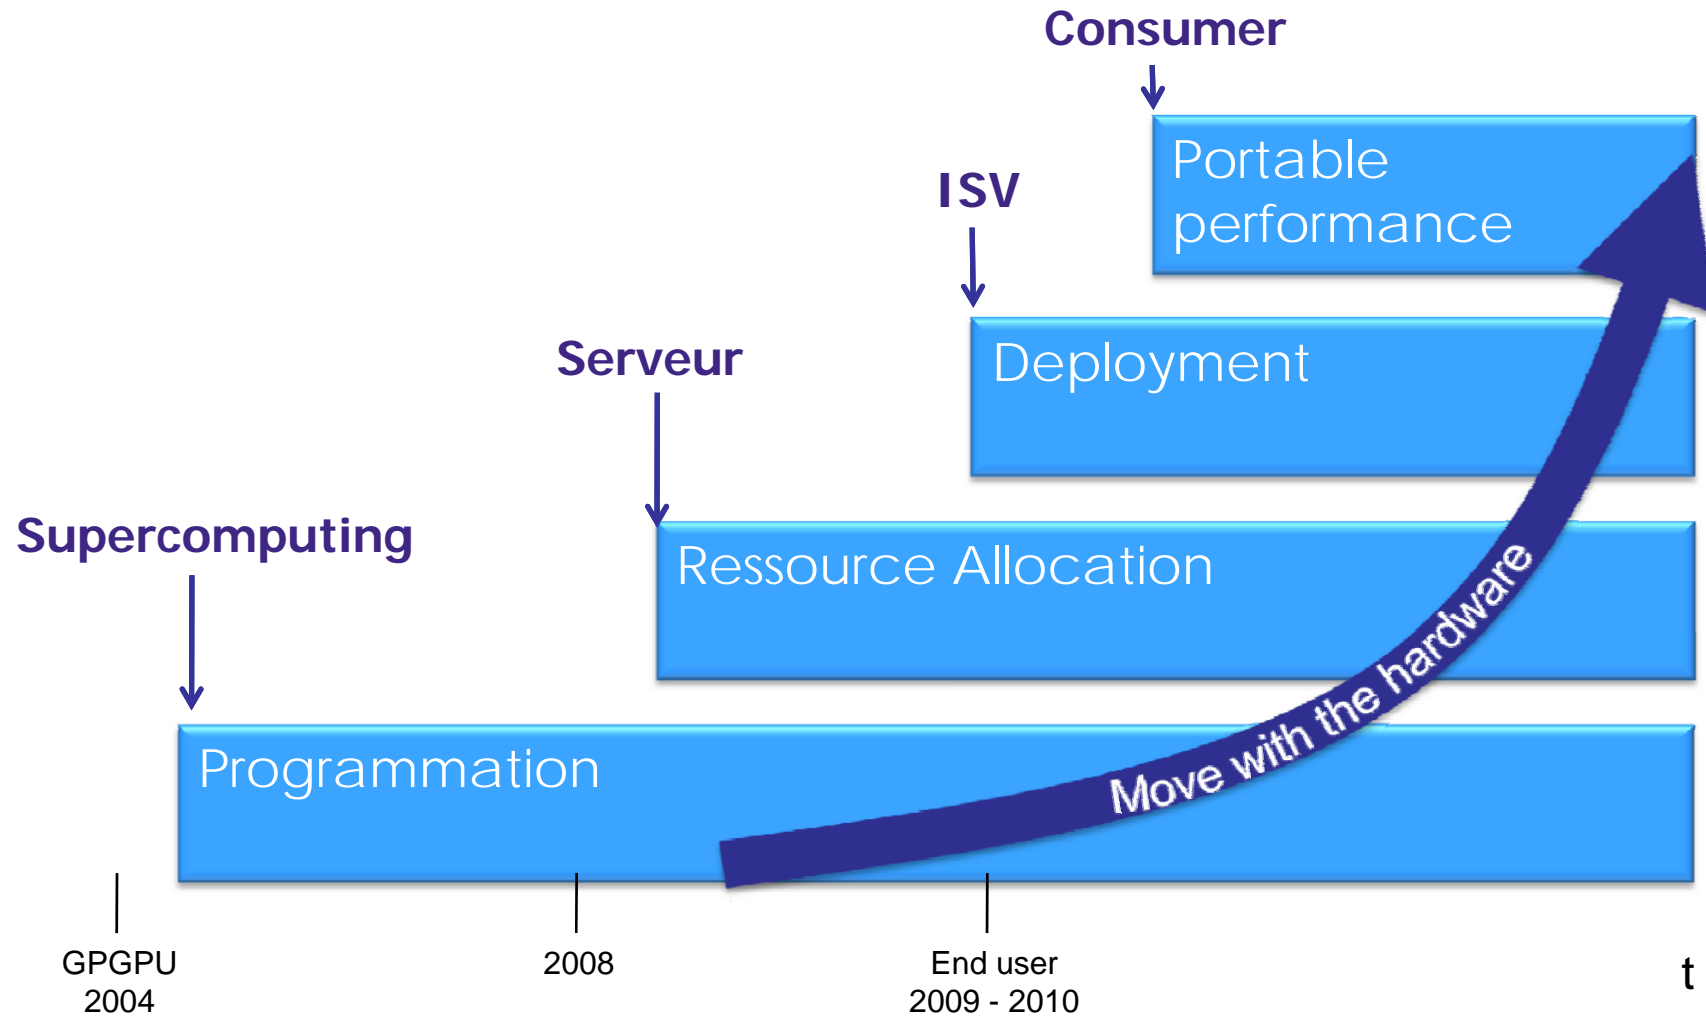 Consumer
Portable
performance
ISV
Deployment
Serveur
Ressource Allocation
Supercomputing
Programmation
Move with the hardware
GPGPU
2004
2008
End user
2009 - 2010
t